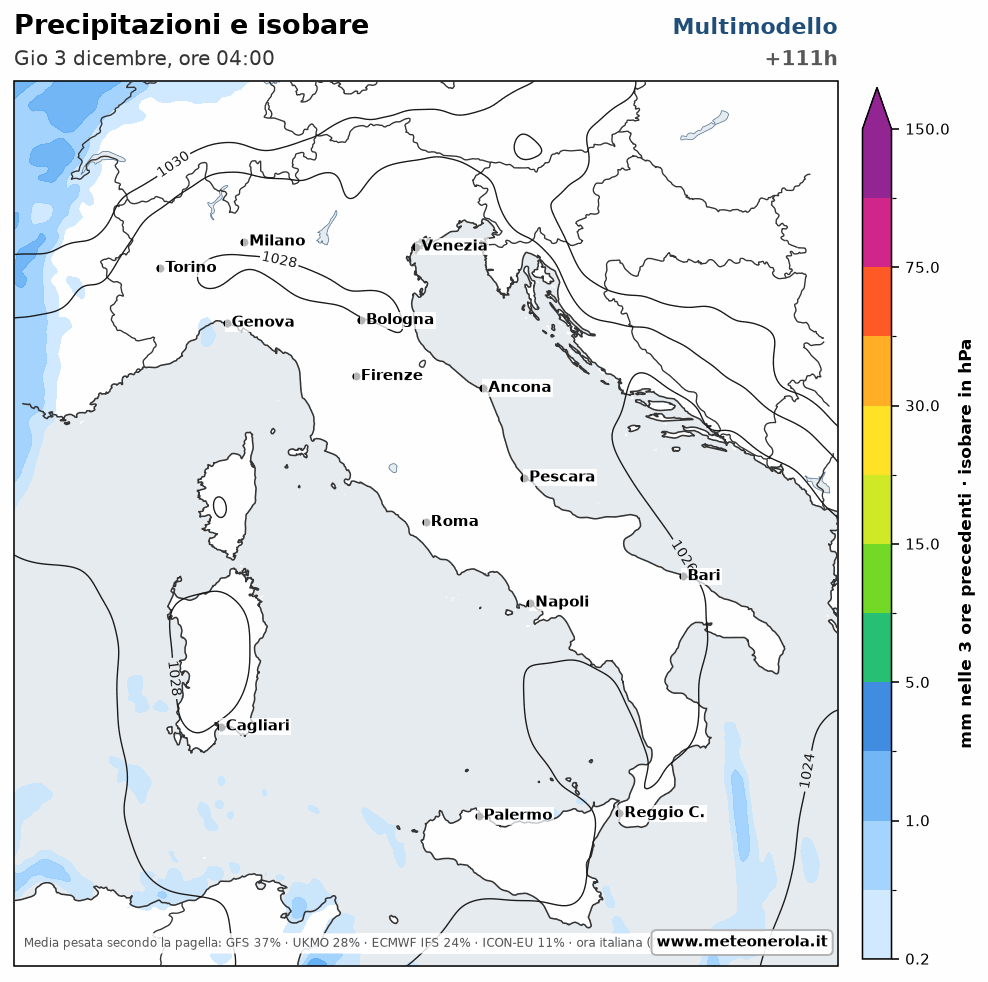 Precipitazioni e isobare
Multimodello
Gio 3 dicembre, ore 04:00
+111h
150.0
1030
Milano
Venezia
1028
Torino
75.0
Genova
Bologna
Firenze
Ancona
30.0
Pescara
Roma
15.0
1026
Bari
Napoli
1028
5.0
Cagliari
1024
Palermo
Reggio C.
1.0
Media pesata secondo la pagella: GFS 37% · UKMO 28% · ECMWF IFS 24% · ICON-EU 11% · ora italiana (
www.meteonerola.it
0.2
mm nelle 3 ore precedenti · isobare in hPa